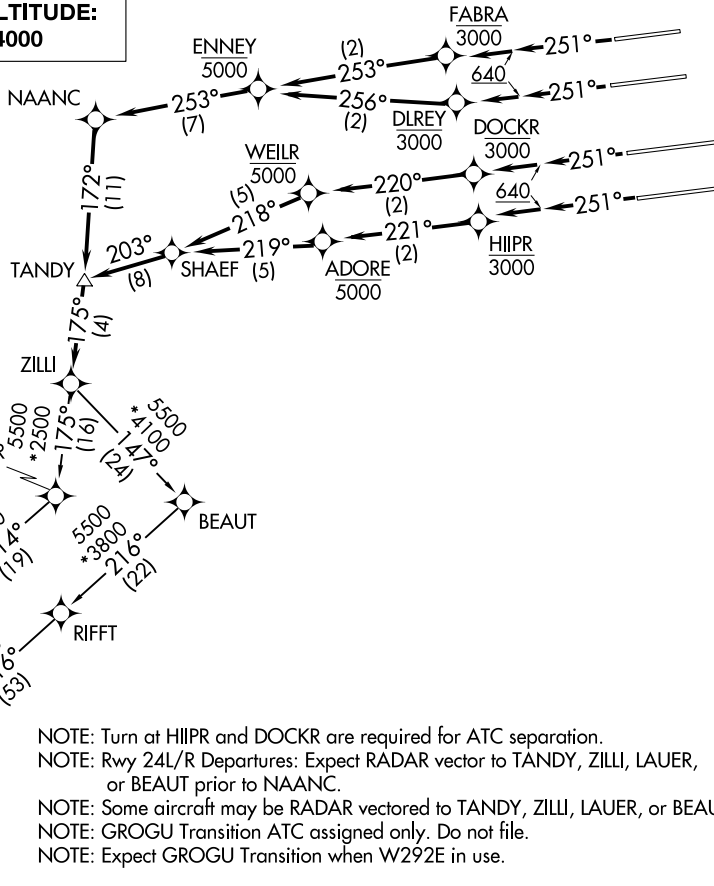 LTITUDE:
4000
FABRA
3000
ENNEY
5000
(2)
253°
251°
640
NAANC
253°
(7)
256°
(2)
DLREY
3000
251°
DOCKR
3000
WEILR
5000
251°
172°
(11)
(5)
218°
220°
(2)
640
251°
203°
(8)
TANDY
SHAEF
219°
(5)
221°
(2)
ADORE
5000
HIIPR
3000
175°
(4)
ZILLI
5500
*2500
175°
(16)
5500
*4100
147°
(24)
BEAUT
14°
(19)
5500
*3800
216°
(22)
RIFFT
6°
(53)
NOTE: Turn at HIIPR and DOCKR are required for ATC separation.
NOTE: Rwy 24L/R Departures: Expect RADAR vector to TANDY, ZILLI, LAUER,
or BEAUT prior to NAANC.
NOTE: Some aircraft may be RADAR vectored to TANDY, ZILLI, LAUER, or BEAU
NOTE: GROGU Transition ATC assigned only. Do not file.
NOTE: Expect GROGU Transition when W292E in use.